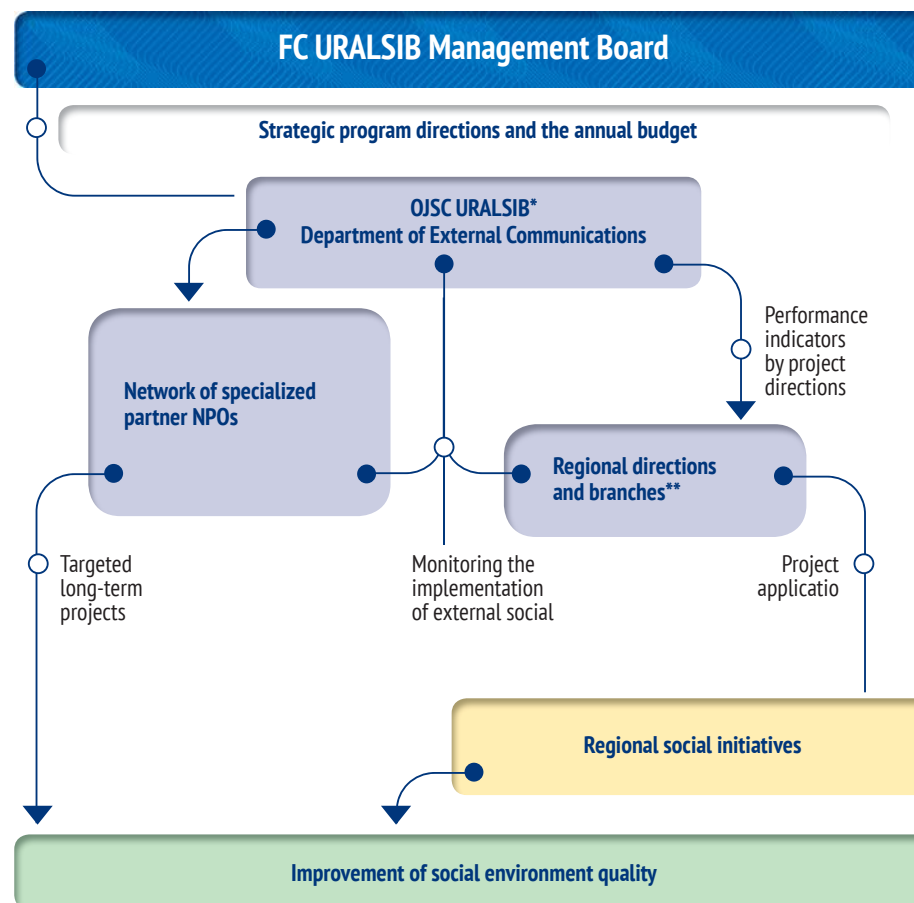 FC URALSIB Management Board
Strategic program directions and the annual budget
OJSC URALSIB*
Department of External Communications
Performance
indicators
by project
directions
Network of specialized
partner NPOs
Regional directions
and branches**
Targeted
long-term
projects
Monitoring the
implementation
of external social
Project
applicatio
Regional social initiatives
Improvement of social environment quality